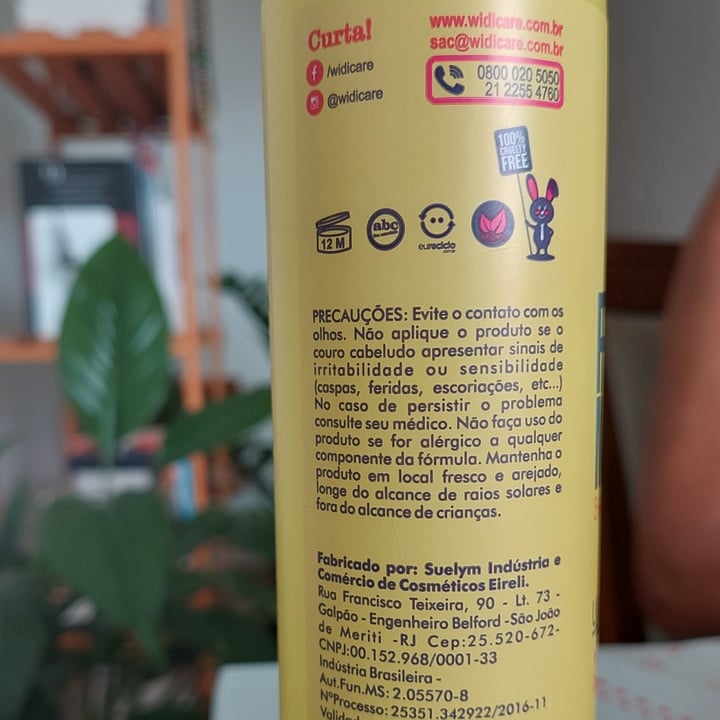 Curta!
/widicare
@widicare
www.widicare.com.br
sac@widicare.com.br
0800 020 5050
21 2255 4760
100%
CRUELTY
FREE
12 M
abc
eureciclo
PRECAUÇÕES: Evite o contato com os
olhos. Não aplique o produto se o
couro cabeludo apresentar sinais de
irritabilidade ou sensibilidade
(caspas, feridas, escoriações, etc...)
No caso de persistir o problema
consulte seu médico. Não faça uso do
produto se for alérgico a qualquer
componente da fórmula. Mantenha o
produto em local fresco e arejado,
longe do alcance de raios solares e
fora do alcance de crianças.
Fabricado por: Suelym Indústria e
Comércio de Cosméticos Eireli.
Rua Francisco Teixeira, 90 - Lt. 73 -
Galpão - Engenheiro Belford -São João
de Meriti -RJ Cep:25.520-672-
CNPJ:00.152.968/0001-33
Indústria Brasileira -
Aut.Fun.MS: 2.05570-8
NºProcesso: 25351.342922/2016-11